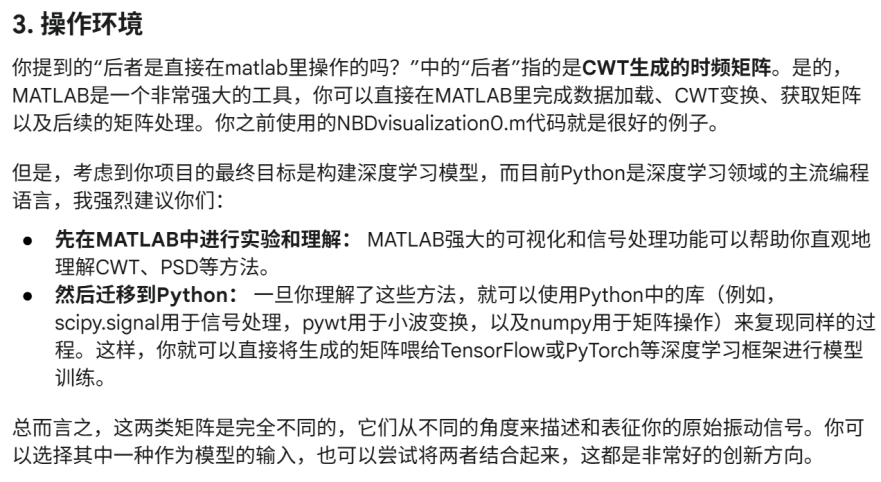 3. 操作环境
你提到的“后者是直接在matlab里操作的吗？”中的“后者”指的是CWT生成的时频矩阵。是的，
MATLAB是一个非常强大的工具，你可以直接在MATLAB里完成数据加载、CWT变换、获取矩阵
以及后续的矩阵处理。你之前使用的NBDvisualization0.m代码就是很好的例子。
但是，考虑到你项目的最终目标是构建深度学习模型，而目前Python是深度学习领域的主流编程
语言，我强烈建议你们：
● 先在MATLAB中进行实验和理解： MATLAB强大的可视化和信号处理功能可以帮助你直观地
理解CWT、PSD等方法。
● 然后迁移到Python： 一旦你理解了这些方法，就可以使用Python中的库（例如，
scipy.signal用于信号处理，pywt用于小波变换，以及numpy用于矩阵操作）来复现同样的过
程。这样，你就可以直接将生成的矩阵喂给TensorFlow或PyTorch等深度学习框架进行模型
训练。
总而言之，这两类矩阵是完全不同的，它们从不同的角度来描述和表征你的原始振动信号。你可
以选择其中一种作为模型的输入，也可以尝试将两者结合起来，这都是非常好的创新方向。